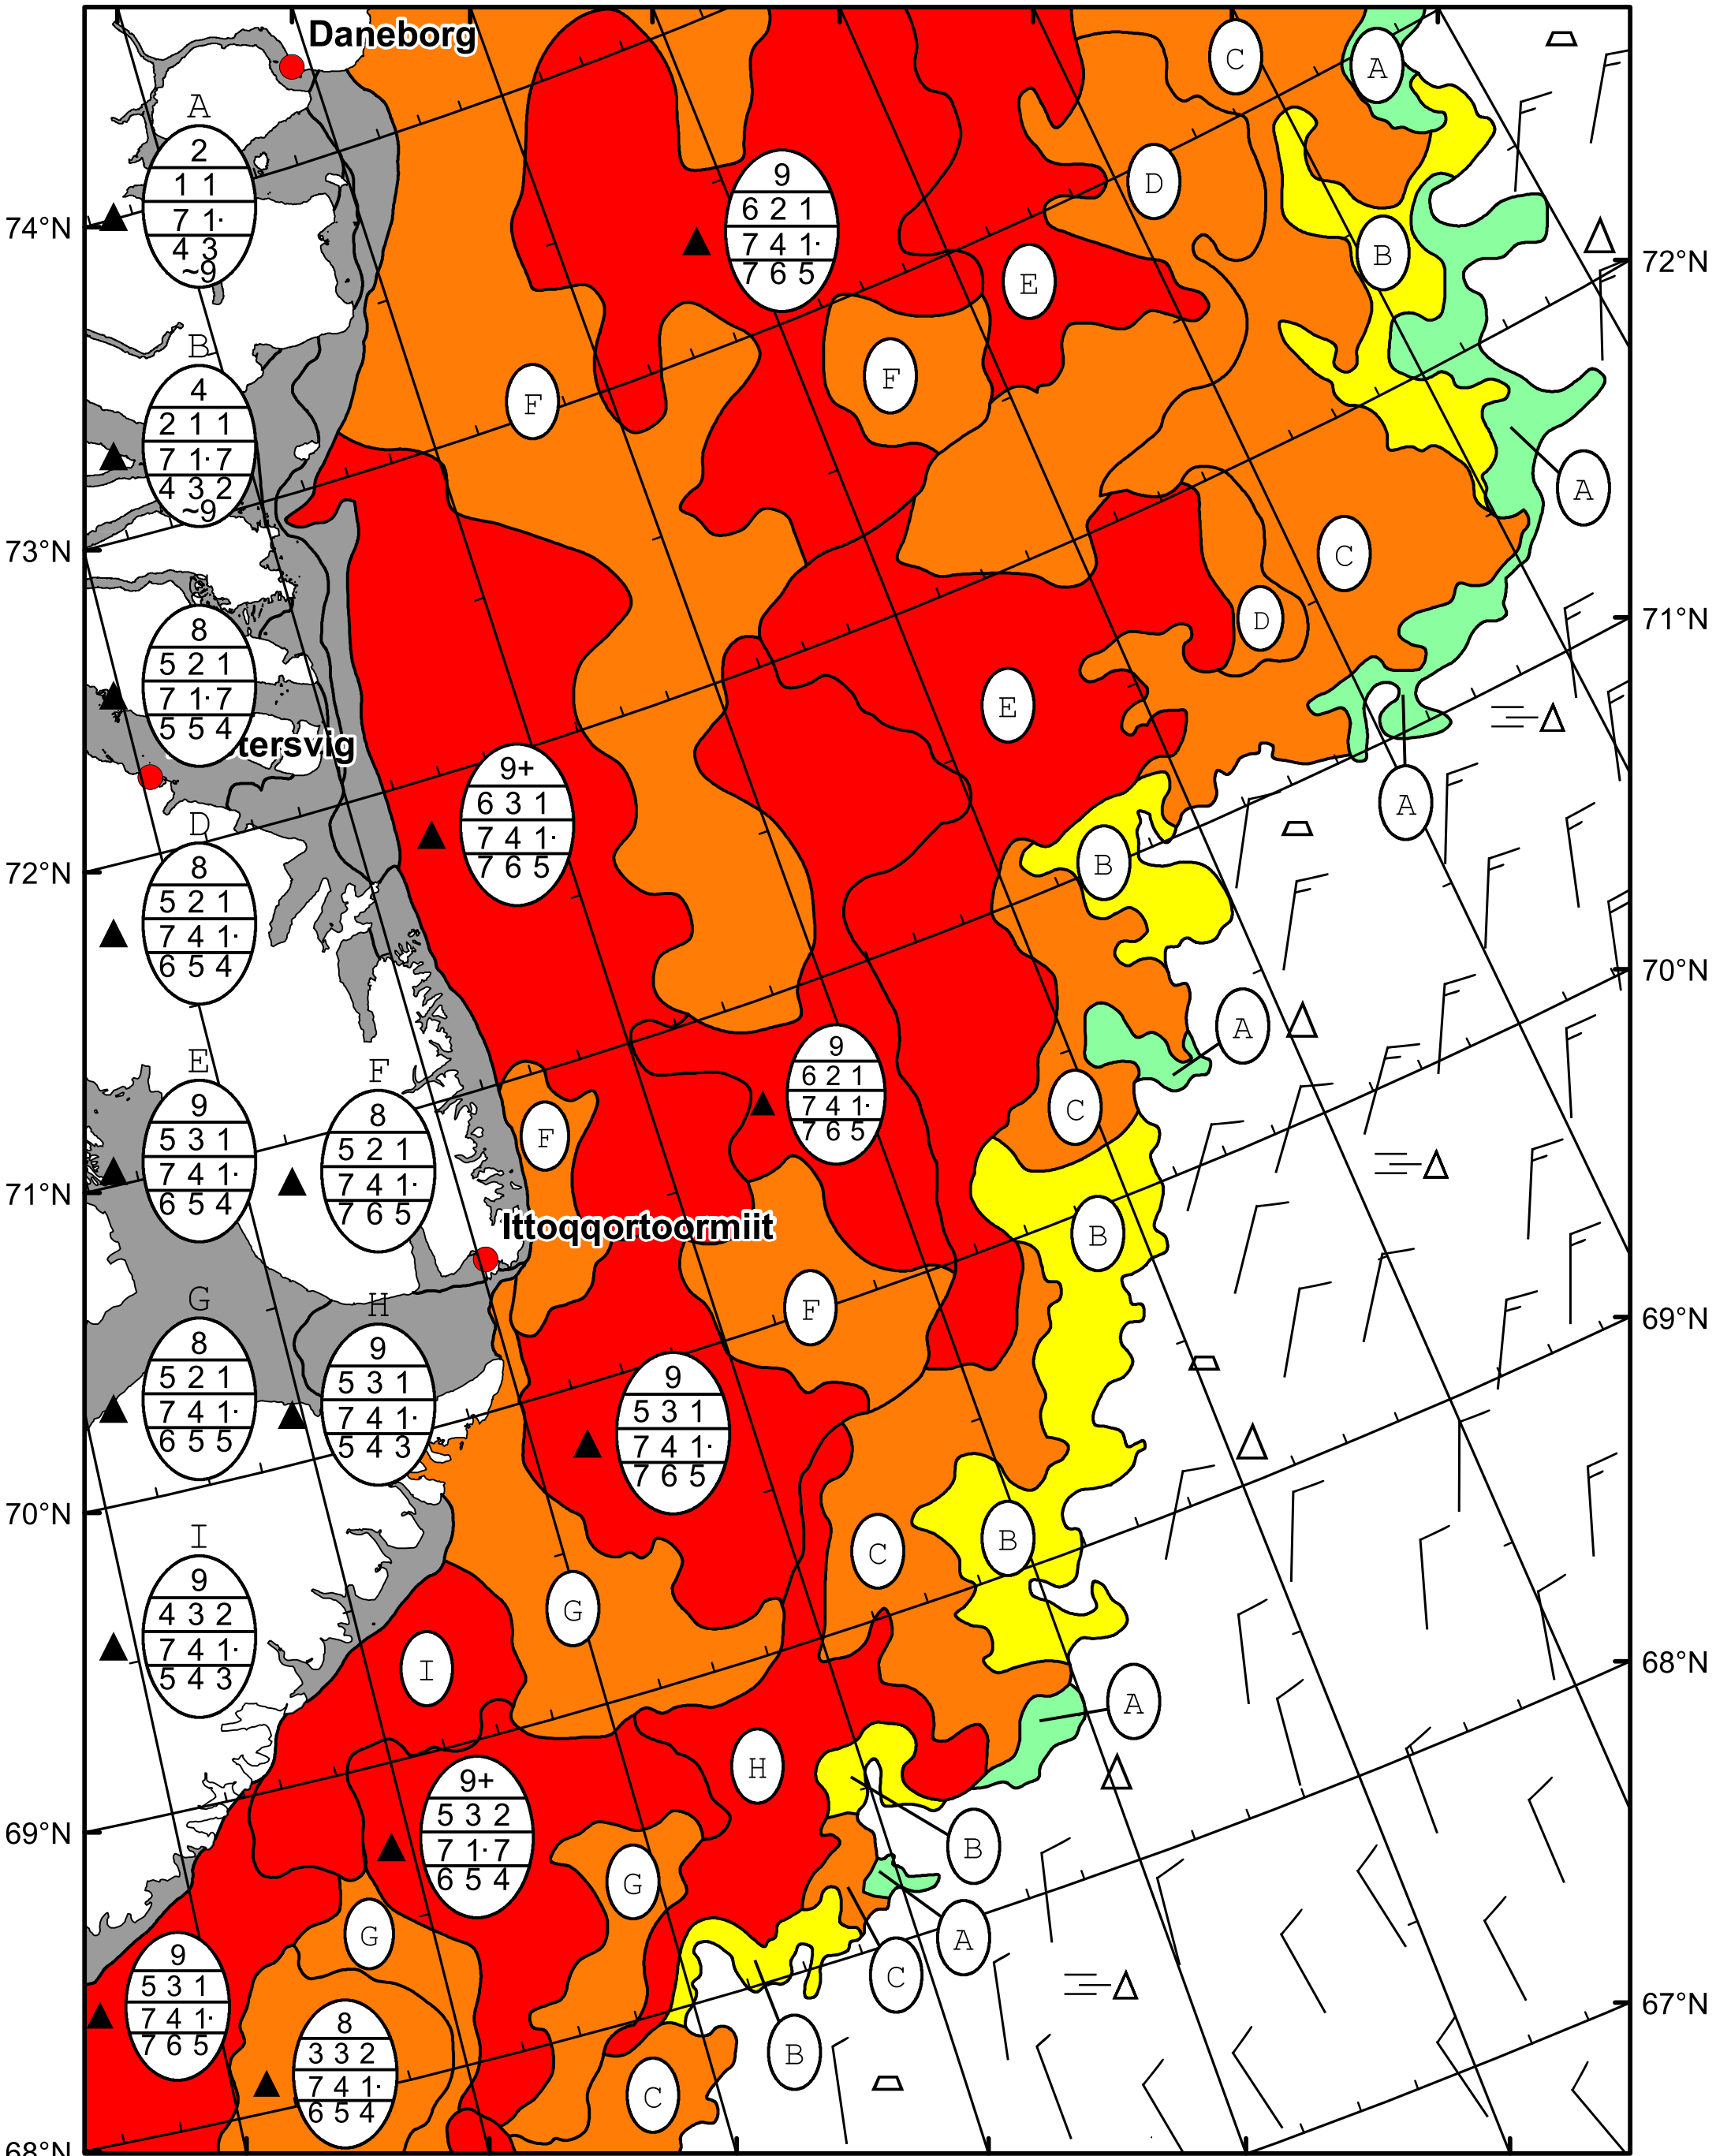 Daneborg
C
A
A
2
1 1
7 1·
4 3
~9
9
6 2 1
7 4 1·
7 6 5
D
74°N
B
72°N
E
B
4
2 1 1
7 1·7
4 3 2
~9
F
F
A
73°N
C
8
5 2 1
7 1·7
5 5 4
D
71°N
E
tersvig
9+
6 3 1
7 4 1·
7 6 5
A
D
8
5 2 1
7 4 1·
6 5 4
72°N
B
70°N
A
E
9
5 3 1
7 4 1·
6 5 4
F
8
5 2 1
7 4 1·
7 6 5
9
6 2 1
7 4 1·
7 6 5
F
C
71°N
Ittoqqortoormiit
B
G
8
5 2 1
7 4 1·
6 5 5
H
9
5 3 1
7 4 1·
5 4 3
F
69°N
9
5 3 1
7 4 1·
7 6 5
70°N
I
9
4 3 2
7 4 1·
5 4 3
C
B
G
I
68°N
A
H
9+
5 3 2
7 1·7
6 5 4
69°N
B
G
G
A
C
9
5 3 1
7 4 1·
7 6 5
67°N
8
3 3 2
7 4 1·
6 5 4
B
C
68°N